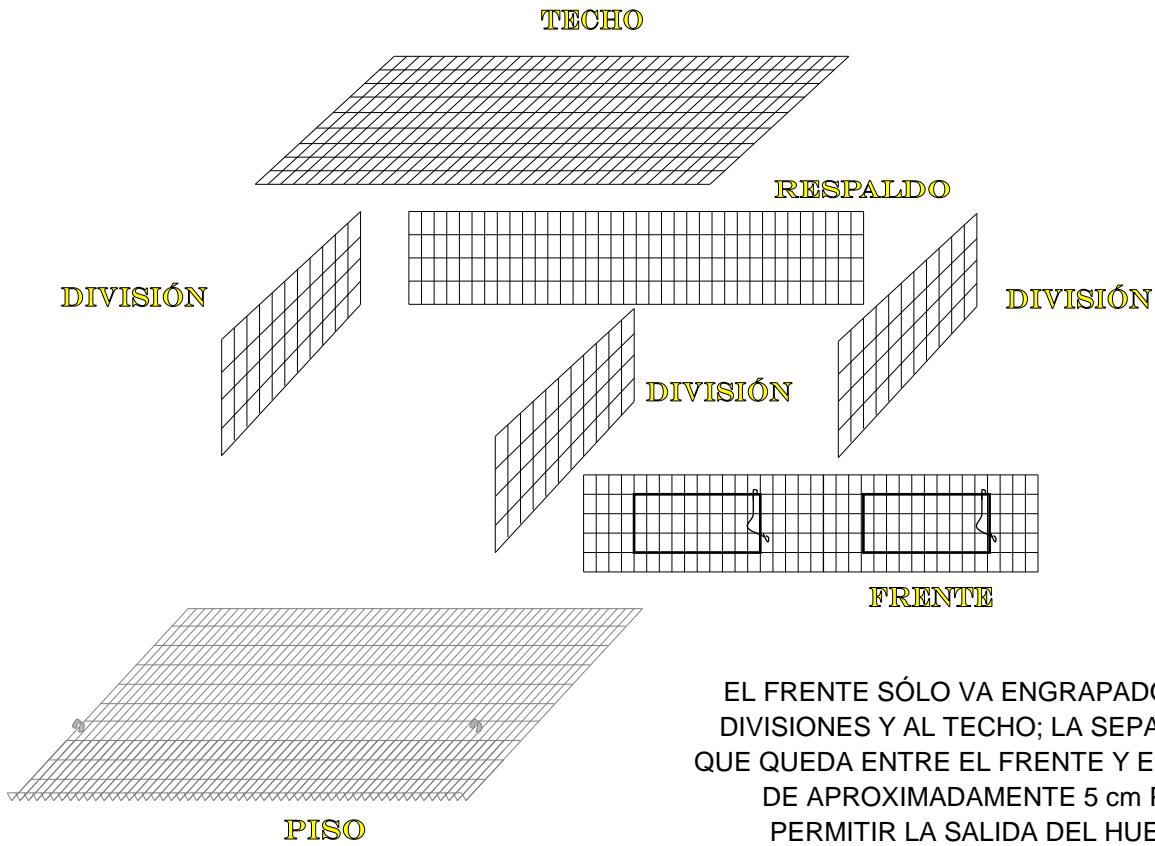 TECHO
RESPALDO
DIVISIÓN
DIVISIÓN
DIVISIÓN
FRENTE
EL FRENTE SÓLO VA ENGRAPADO
DIVISIONES Y AL TECHO; LA SEPA
QUE QUEDA ENTRE EL FRENTE Y E
DE APROXIMADAMENTE 5 cm P
PERMITIR LA SALIDA DEL HUE
PISO